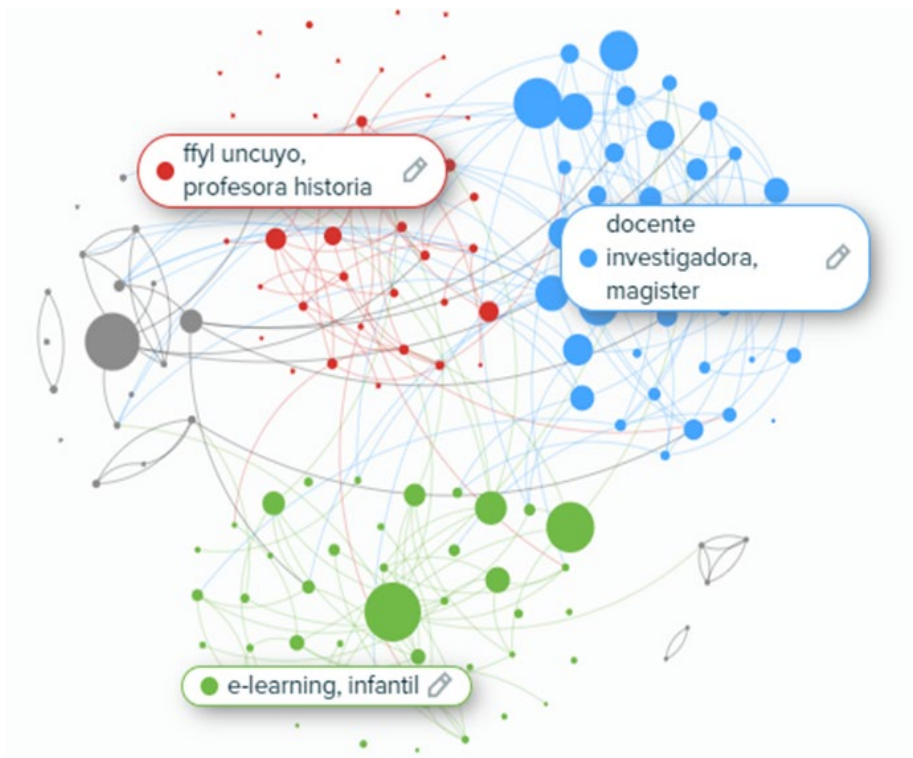 ffyl uncuyo,
profesora historia
docente
investigadora,
magister
e-learning, infantil